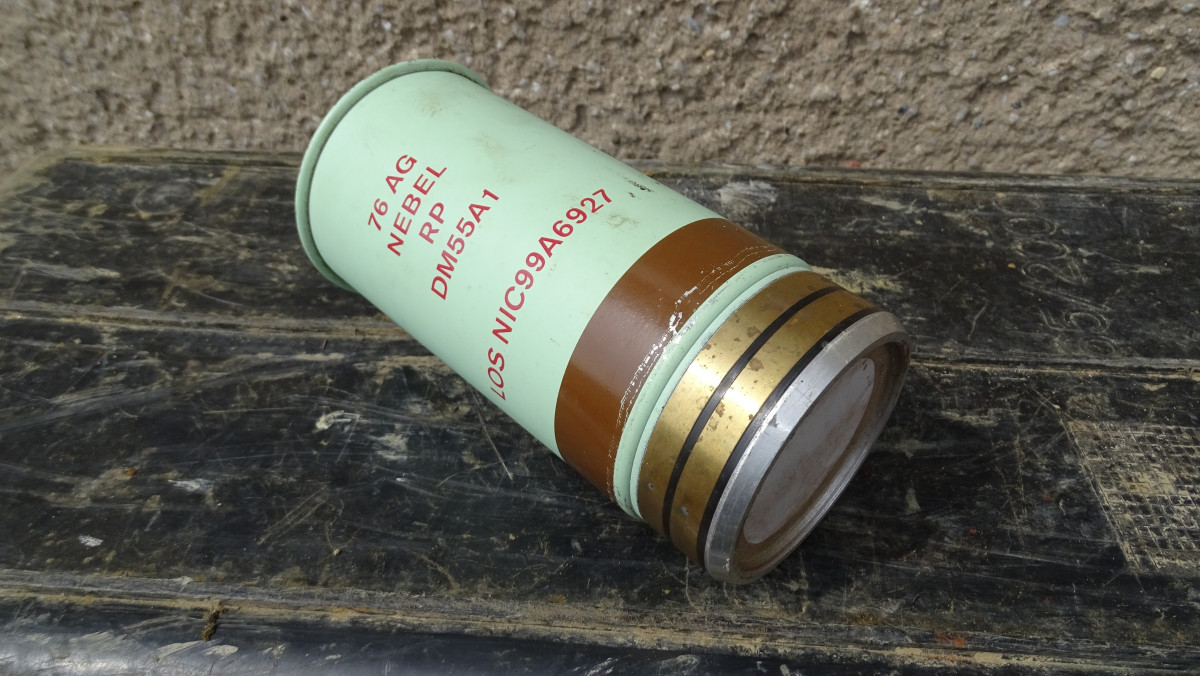 76 AG
NEBEL
RP
DM55A1
LOS NIC99A6927